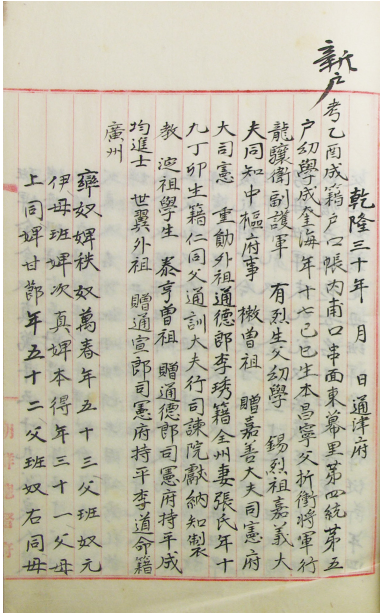 新戶
乾隆三十年 月 日通津府
考乙酉成籍戶口帳內甫口串面東幕里第四統第五
戶幼學成奎海年十七己巳生本昌寧父折衝將軍行
龍驤衛副護軍 有烈生父幼學 錫烈祖嘉義大
夫同知中樞府事 曾祖 贈嘉善大夫司憲府
大司憲 重勛外祖通德郎李琇籍全州妻張氏年十
九丁卯生籍仁同父通訓大夫行司諫院獻納知製
教 祖學生 泰亨曾祖 贈通德郎司憲府持平成
均進士 世翼外祖 贈通宣郎司憲府持平李道命籍
廣州
奴婢秩奴萬春年五十三父班奴元
伊母班婢次真婢本得年三十一父母
上同婢甘節年五十二父班奴右同母